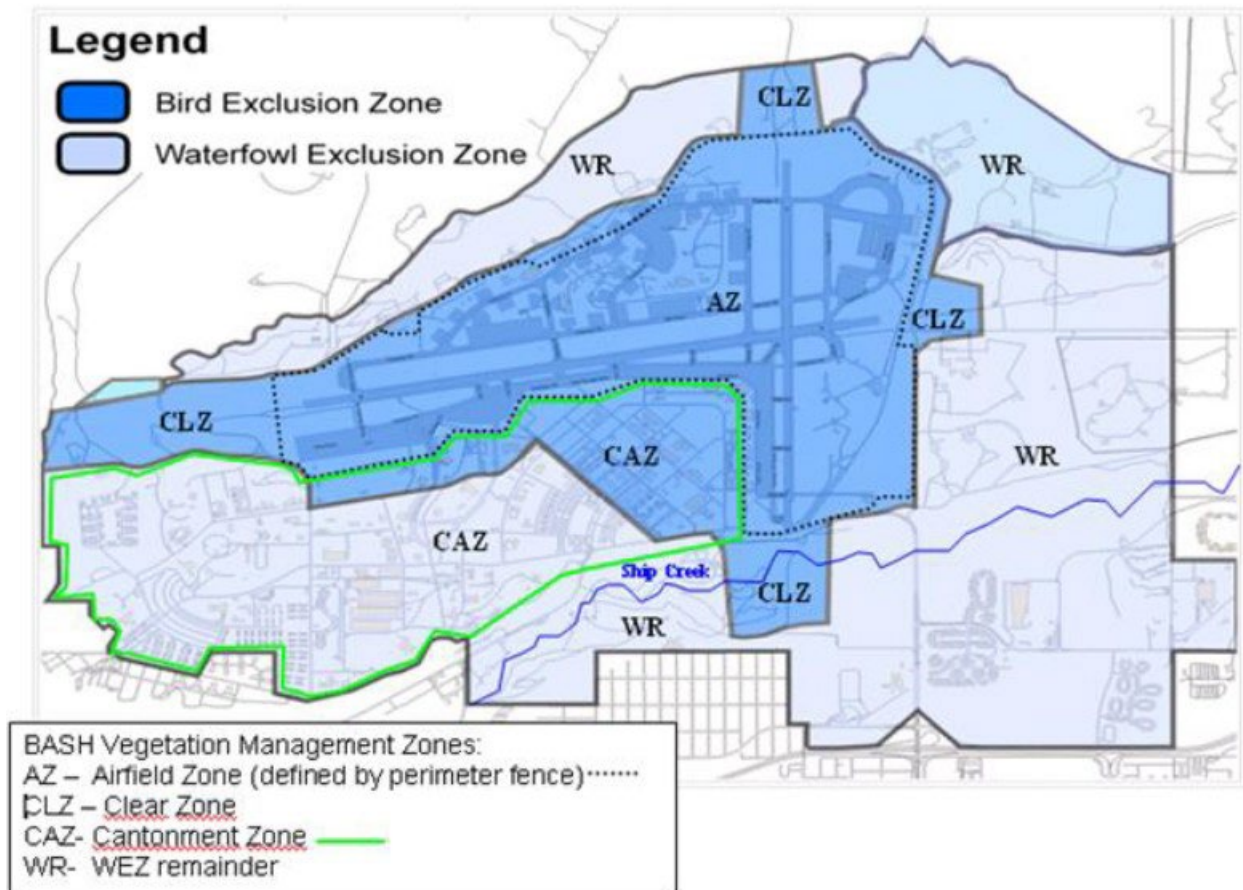 Legend
Bird Exclusion Zone
Waterfowl Exclusion Zone
CLZ
WR
WR
AZ
CLZ
CLZ
CAZ
WR
CAZ
Ship Creek
CLZ
WR
BASH Vegetation Management Zones:
AZ – Airfield Zone (defined by perimeter fence)
CLZ – Clear Zone
CAZ- Cantonment Zone
WR- WEZ remainder